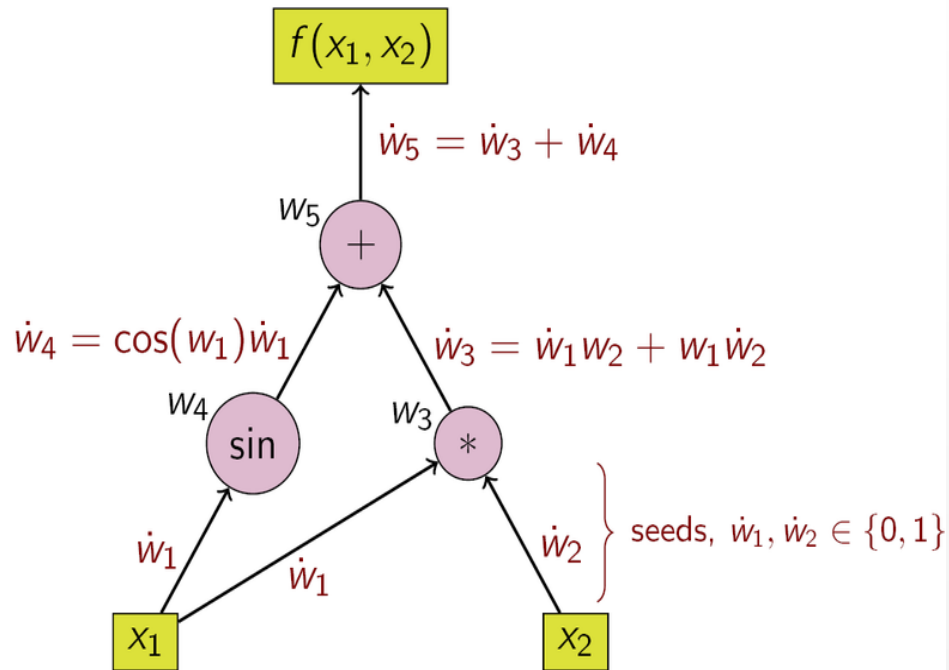 f(x₁, x₂)
ẇ₅ = ẇ₃ + ẇ₄
w₅
+
ẇ₄ = cos(w₁)ẇ₁
ẇ₃ = ẇ₁w₂ + w₁ẇ₂
w₄
w₃
sin
*
ẇ₁
ẇ₁
ẇ₂
seeds, ẇ₁, ẇ₂ ∈ {0, 1}
x₁
x₂